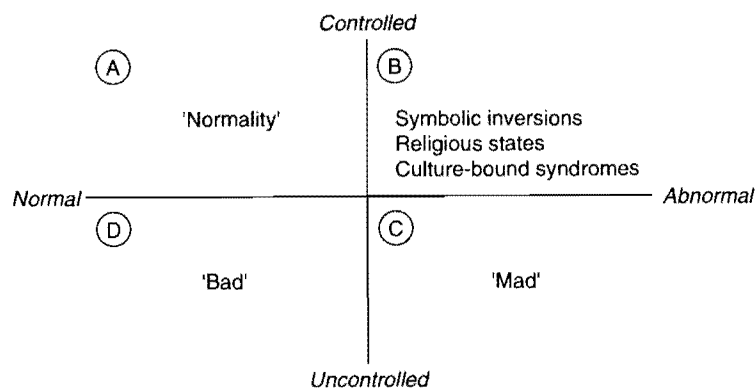 Controlled
A
B
'Normality'
Symbolic inversions
Religious states
Culture-bound syndromes
Normal
Abnormal
D
C
'Bad'
'Mad'
Uncontrolled